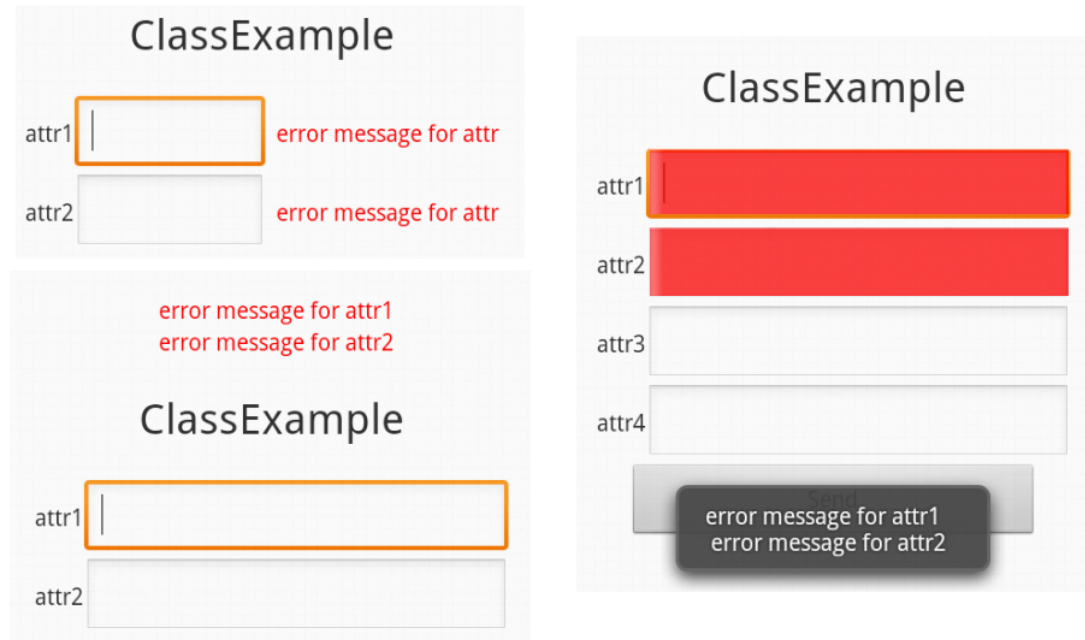 ClassExample
attr1 error message for attr
attr2 error message for attr
error message for attr1
error message for attr2
ClassExample
attr1
attr2
ClassExample
attr1
attr2
attr3
attr4
Send
error message for attr1
error message for attr2